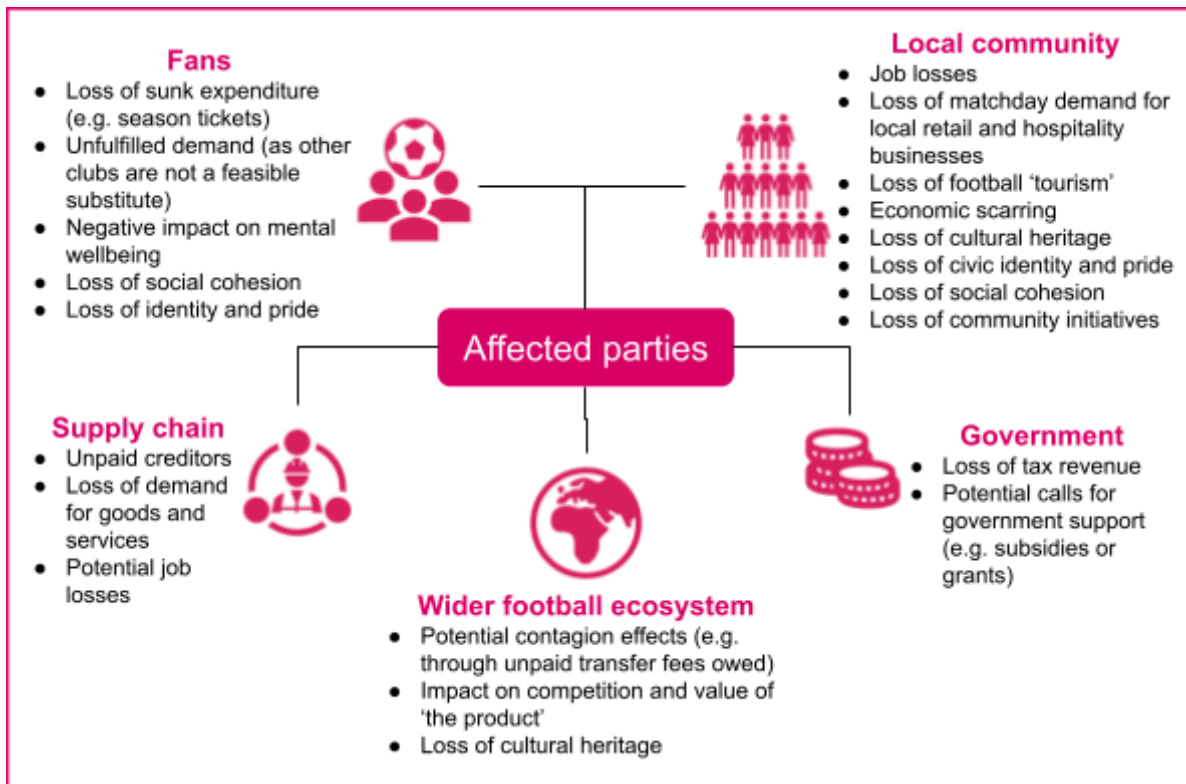 Fans
● Loss of sunk expenditure
(e.g. season tickets)
● Unfulfilled demand (as other
clubs are not a feasible
substitute)
● Negative impact on mental
wellbeing
● Loss of social cohesion
● Loss of identity and pride
Local community
● Job losses
● Loss of matchday demand for
local retail and hospitality
businesses
● Loss of football ‘tourism’
● Economic scarring
● Loss of cultural heritage
● Loss of civic identity and pride
● Loss of social cohesion
● Loss of community initiatives
Affected parties
Supply chain
● Unpaid creditors
● Loss of demand
for goods and
services
● Potential job
losses
Wider football ecosystem
● Potential contagion effects (e.g.
through unpaid transfer fees owed)
● Impact on competition and value of
‘the product’
● Loss of cultural heritage
Government
● Loss of tax revenue
● Potential calls for
government support
(e.g. subsidies or
grants)